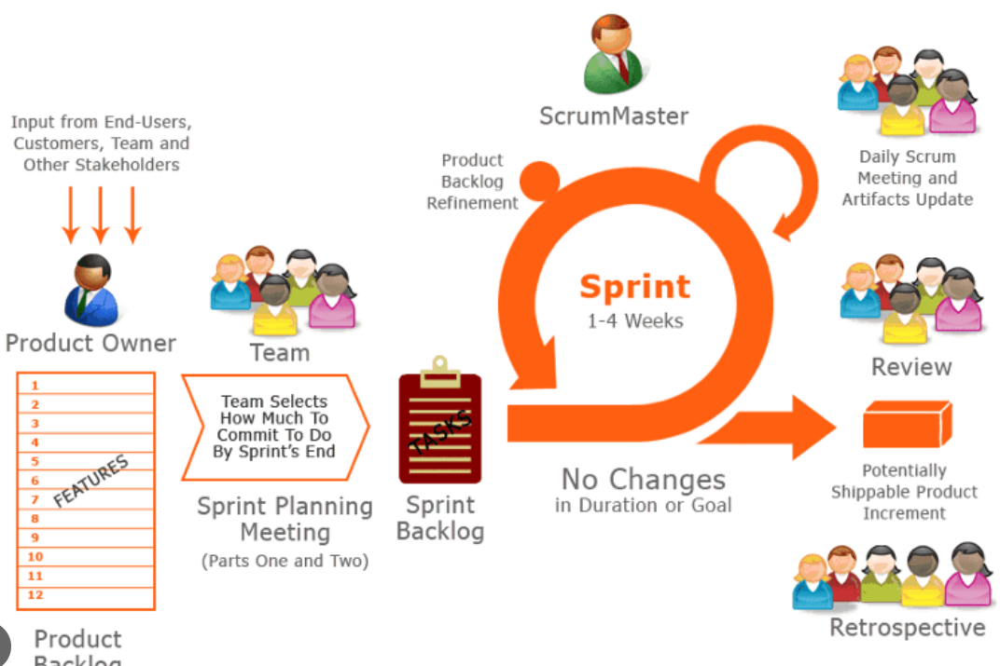 Input from End-Users,
Customers, Team and
Other Stakeholders
Product Owner
1
2
3
4
5
6
7
8
9
10
11
12
FEATURES
Product
Backlog
Team
Team Selects
How Much To
Commit To Do
By Sprint's End
Sprint Planning
Meeting
(Parts One and Two)
TASKS
Sprint
Backlog
ScrumMaster
Product
Backlog
Refinement
Sprint
1-4 Weeks
No Changes
in Duration or Goal
Daily Scrum
Meeting and
Artifacts Update
Review
Potentially
Shippable Product
Increment
Retrospective